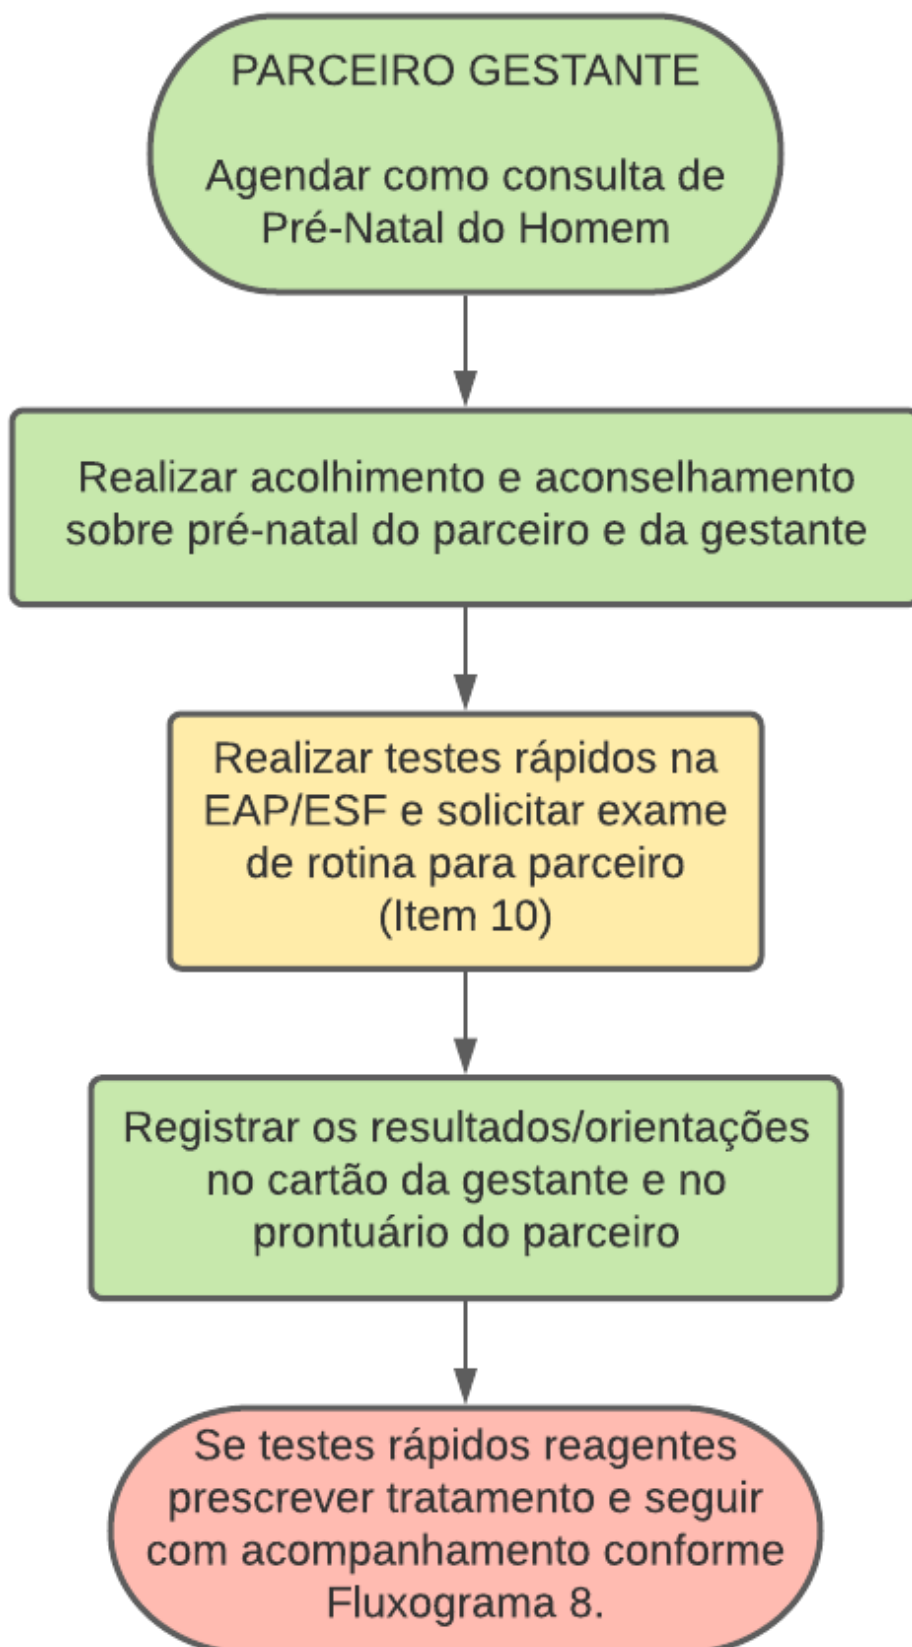 PARCEIRO GESTANTE
Agendar como consulta de
Pré-Natal do Homem
Realizar acolhimento e aconselhamento
sobre pré-natal do parceiro e da gestante
Realizar testes rápidos na
EAP/ESF e solicitar exame
de rotina para parceiro
(Item 10)
Registrar os resultados/orientações
no cartão da gestante e no
prontuário do parceiro
Se testes rápidos reagentes
prescrever tratamento e seguir
com acompanhamento conforme
Fluxograma 8.